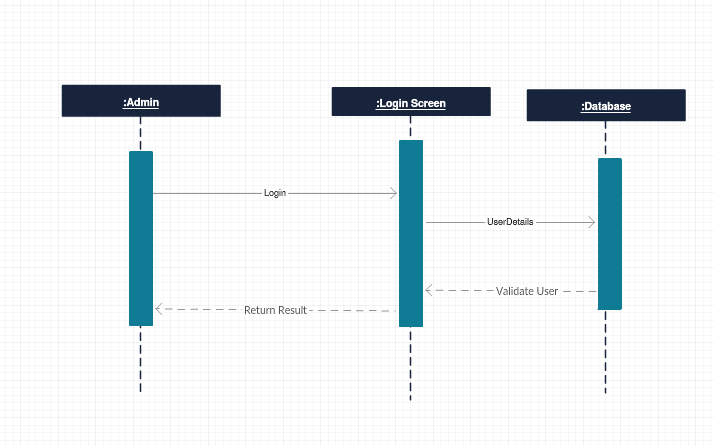 :Admin
:Login Screen
:Database
Login
UserDetails
Validate User
Return Result